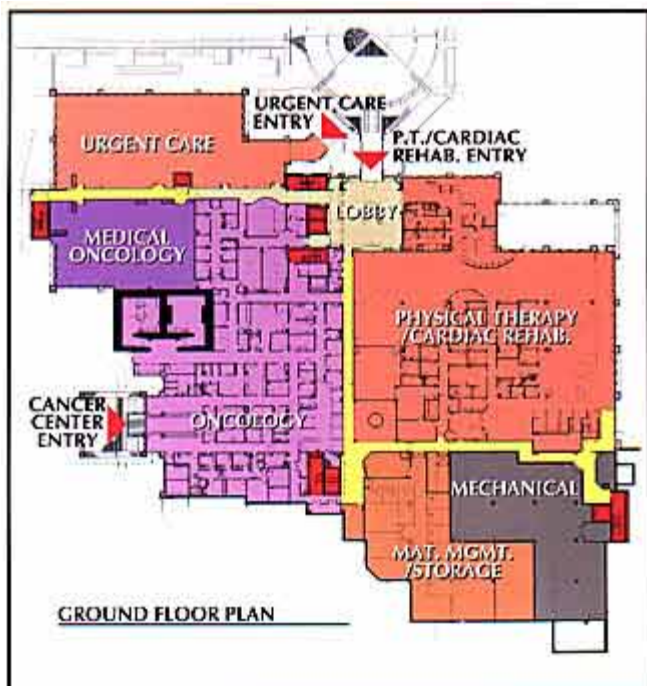 URGENT CARE
ENTRY
P.T./CARDIAC
REHAB. ENTRY
URGENT CARE
LOBBY
MEDICAL
ONCOLOGY
PHYSICAL THERAPY
/CARDIAC REHAB.
CANCER
CENTER
ENTRY
ONCOLOGY
MECHANICAL
MAT. MGMT.
/STORAGE
GROUND FLOOR PLAN